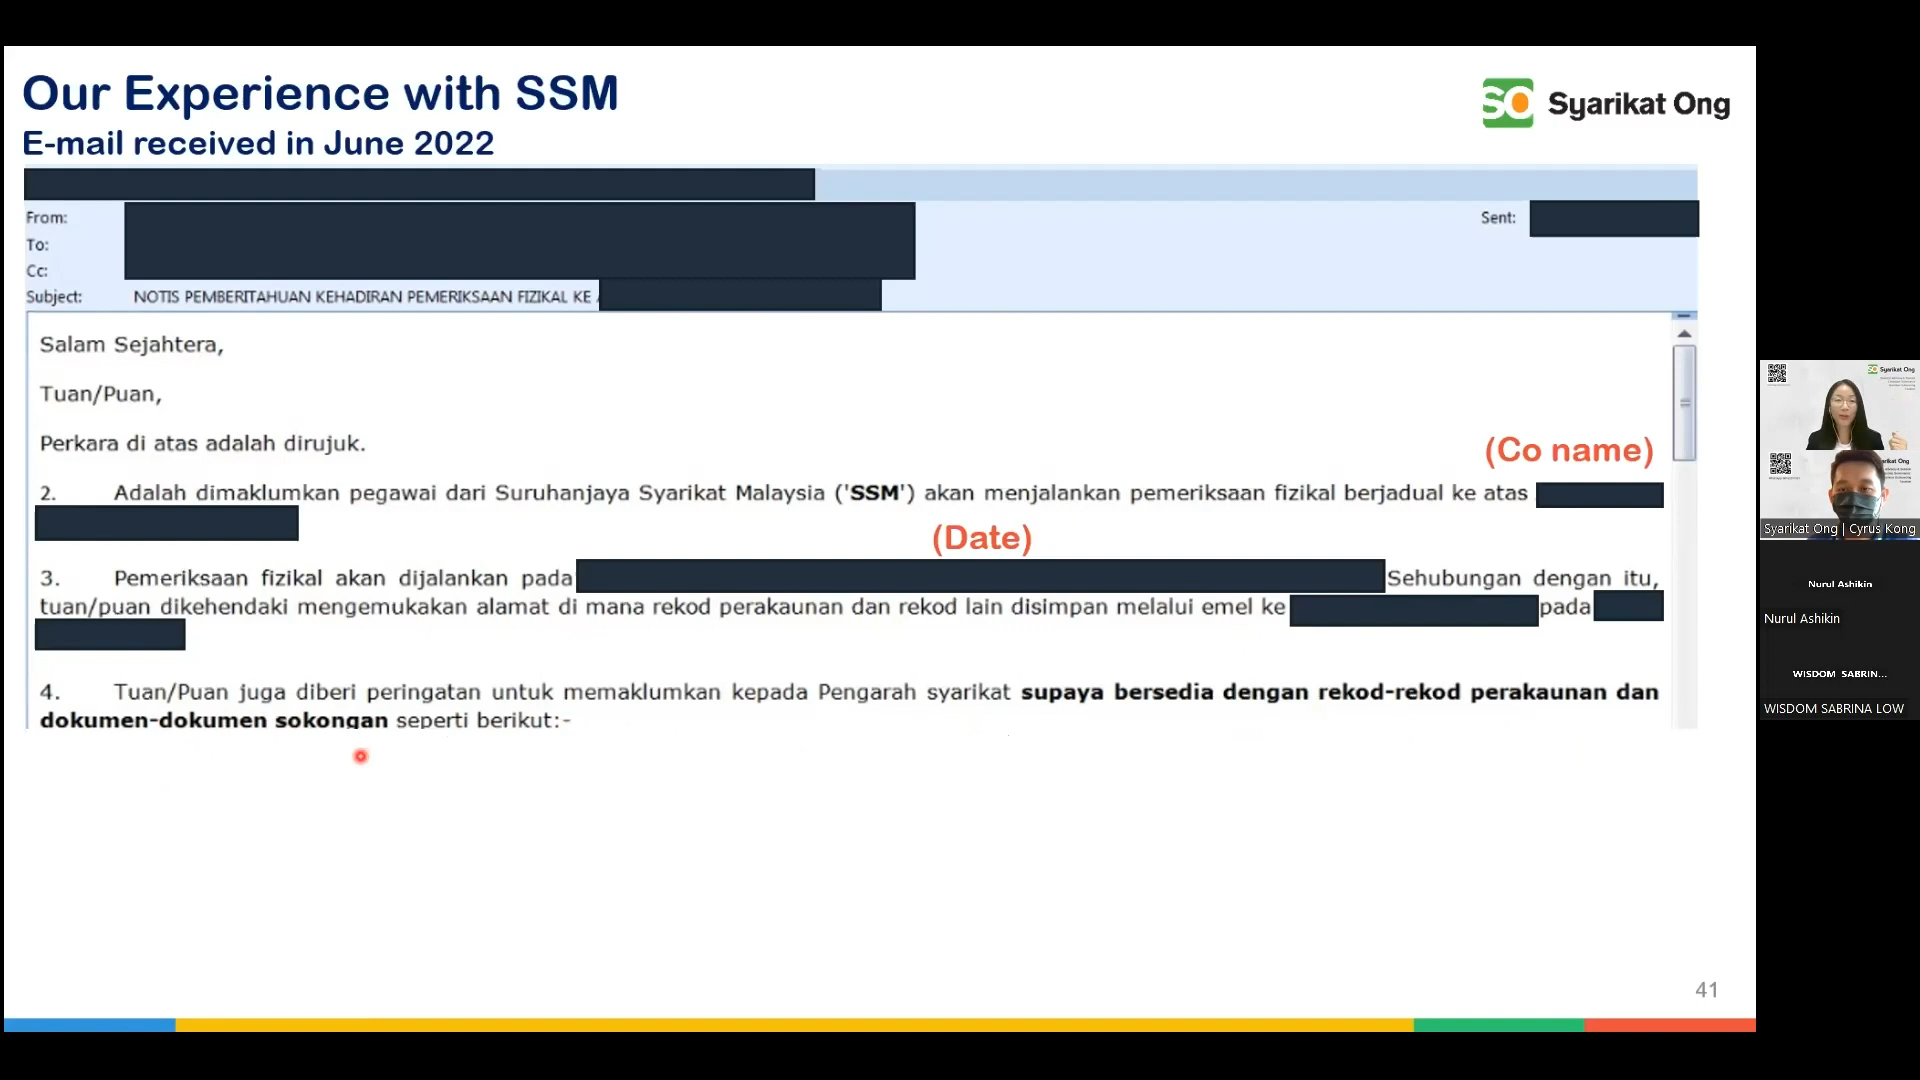 Our Experience with SSM
E-mail received in June 2022
SO Syarikat Ong
From:
Sent:
To:
Cc:
Subject: NOTIS PEMBERITAHUAN KEHADIRAN PEMERIKSAAN FIZIKAL KE
Salam Sejahtera,
Tuan/Puan,
Perkara di atas adalah dirujuk.
(Co name)
2. Adalah dimaklumkan pegawai dari Suruhanjaya Syarikat Malaysia ('SSM') akan menjalankan pemeriksaan fizikal berjadual ke atas
(Date)
3. Pemeriksaan fizikal akan dijalankan pada Sehubungan dengan itu,
tuan/puan dikehendaki mengemukakan alamat di mana rekod perakaunan dan rekod lain disimpan melalui emel ke pada
4. Tuan/Puan juga diberi peringatan untuk memaklumkan kepada Pengarah syarikat supaya bersedia dengan rekod-rekod perakaunan dan
dokumen-dokumen sokongan seperti berikut:-
41
Syarikat Ong
Syarikat Ong | Cyrus Kong
Nurul Ashikin
Nurul Ashikin
WISDOM SABRIN...
WISDOM SABRINA LOW